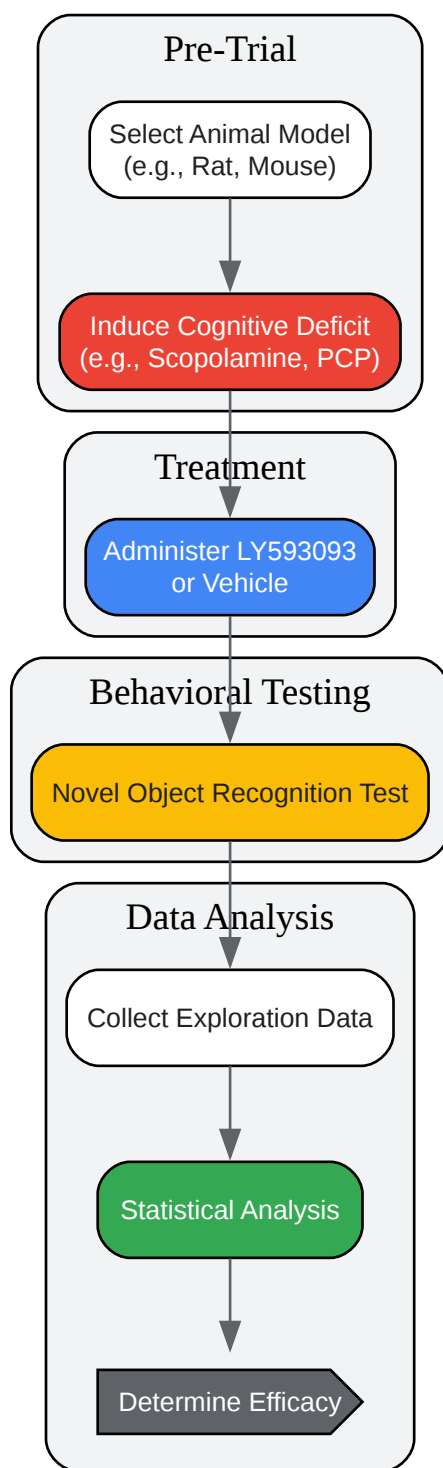 Pre-Trial
Select Animal Model
(e.g., Rat, Mouse)
Induce Cognitive Deficit
(e.g., Scopolamine, PCP)
Treatment
Administer LY593093
or Vehicle
Behavioral Testing
Novel Object Recognition Test
Data Analysis
Collect Exploration Data
Statistical Analysis
Determine Efficacy